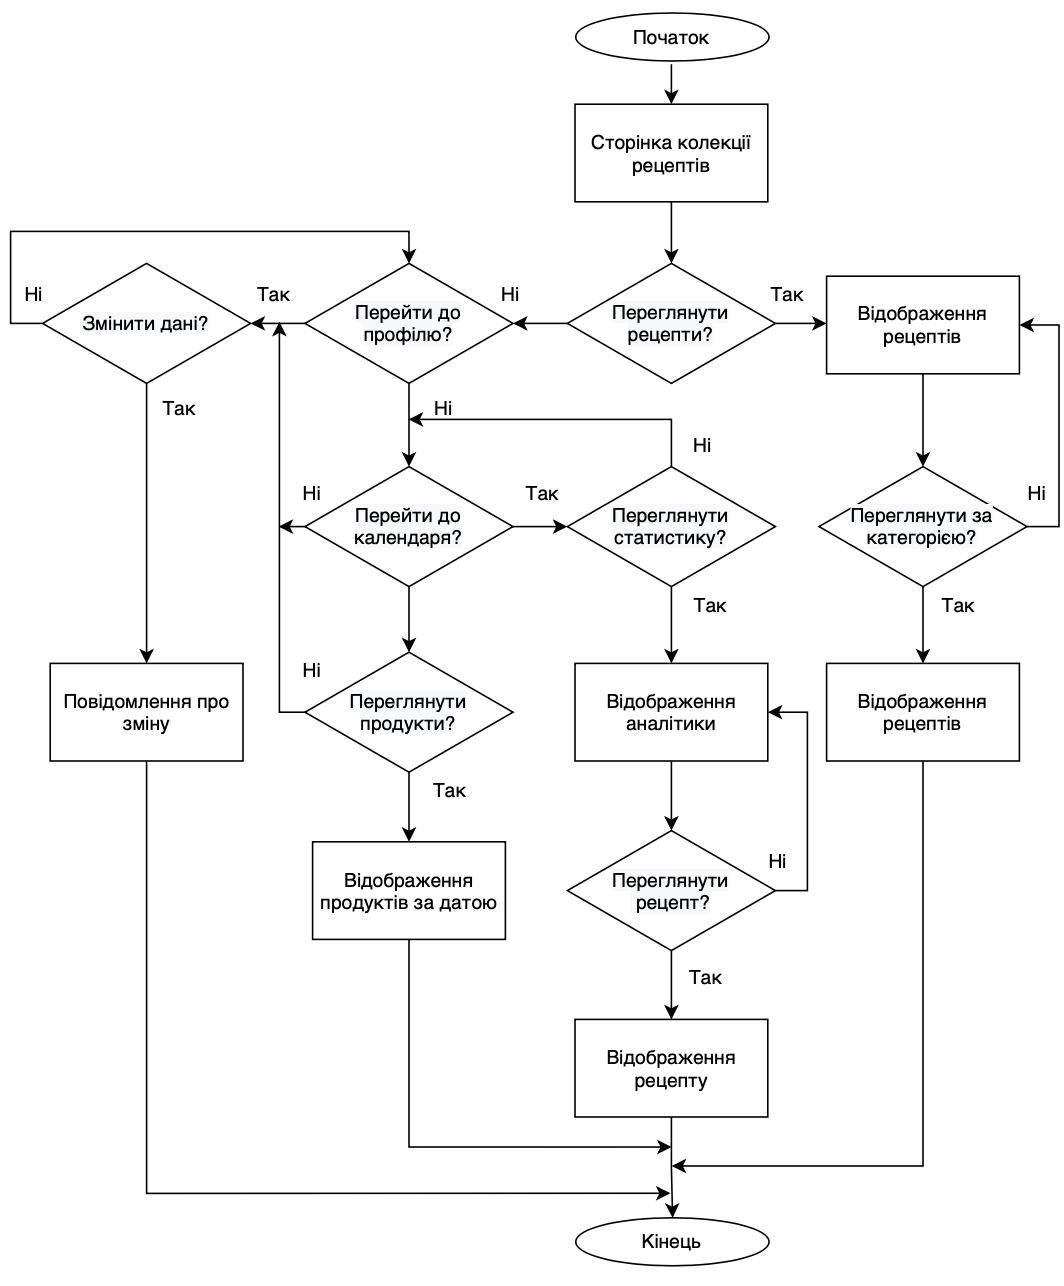 Початок
Сторінка колекції
рецептів
Ні
Змінити дані?
Так
Перейти до
профілю?
Ні
Переглянути
рецепти?
Так
Відображення
рецептів
Так
Ні
Ні
Ні
Перейти до
календаря?
Так
Переглянути
статистику?
Переглянути за
категорією?
Ні
Так
Так
Повідомлення про
зміну
Ні
Переглянути
продукти?
Відображення
аналітики
Відображення
рецептів
Так
Відображення
продуктів за датою
Переглянути
рецепт?
Ні
Так
Відображення
рецепту
Кінець